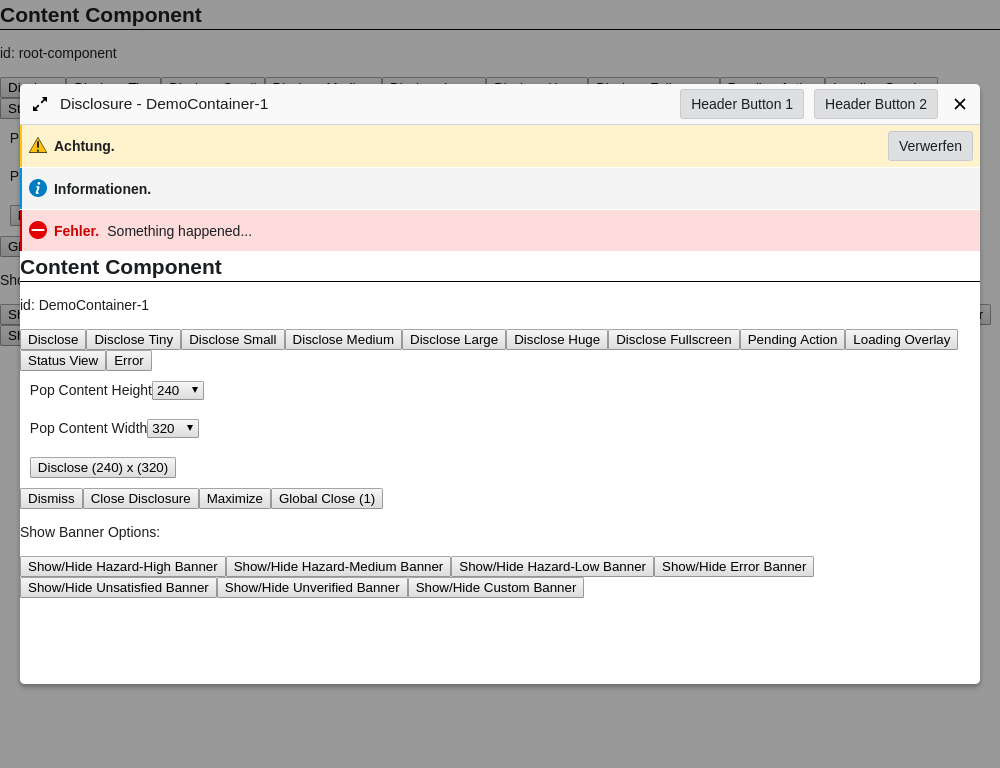 Content Component
id: root-component
Disclosure - DemoContainer-1
Header Button 1
Header Button 2
Achtung.
Verwerfen
Informationen.
Fehler. Something happened...
Content Component
id: DemoContainer-1
Disclose Disclose Tiny Disclose Small Disclose Medium Disclose Large Disclose Huge Disclose Fullscreen Pending Action Loading Overlay
Status View Error
Pop Content Height 240
Pop Content Width 320
Disclose (240) x (320)
Dismiss Close Disclosure Maximize Global Close (1)
Show Banner Options:
Show/Hide Hazard-High Banner Show/Hide Hazard-Medium Banner Show/Hide Hazard-Low Banner Show/Hide Error Banner
Show/Hide Unsatisfied Banner Show/Hide Unverified Banner Show/Hide Custom Banner